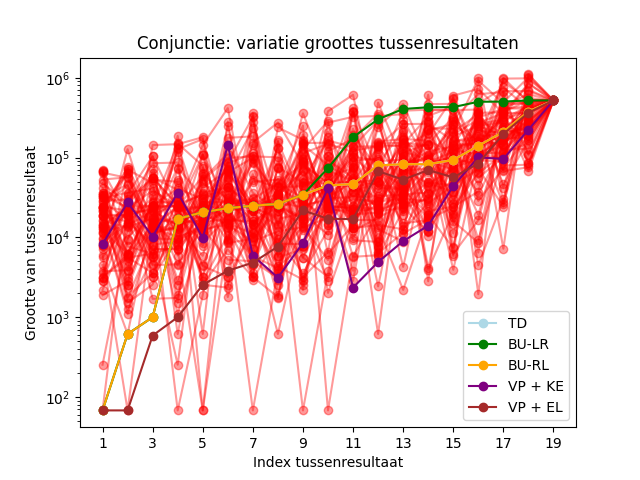 Conjunctie: variatie groottes tussenresultaten
Grootte van tussenresultaat
10^6
10^5
10^4
10^3
10^2
1 3 5 7 9 11 13 15 17 19
Index tussenresultaat
TD
BU-LR
BU-RL
VP + KE
VP + EL